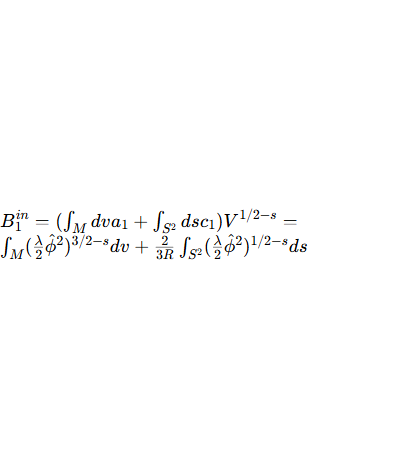 $B_1^{in} = (\int_M dv a_1 + \int_{S^2} ds c_1) V^{1/2-s} =$
$\int_M (\frac{\lambda}{2} \hat{\phi}^2)^{3/2-s} dv + \frac{2}{3R} \int_{S^2} (\frac{\lambda}{2} \hat{\phi}^2)^{1/2-s} ds$